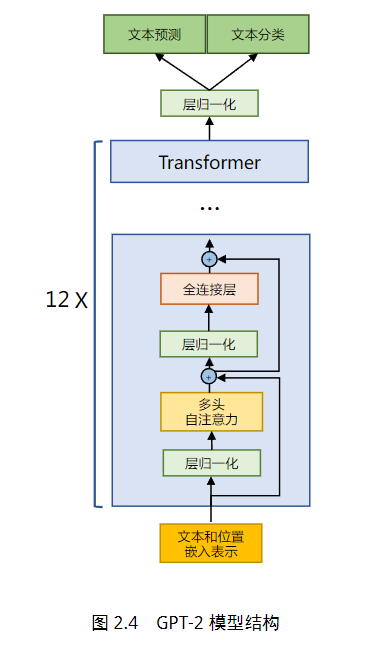 文本预测
文本分类
层归一化
Transformer
...
+
全连接层
12 X
层归一化
+
多头
自注意力
层归一化
文本和位置
嵌入表示
图 2.4 GPT-2 模型结构